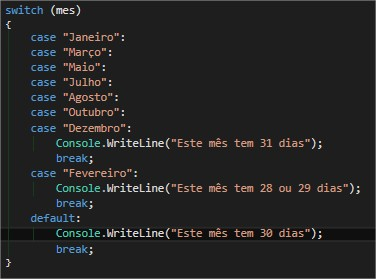 switch (mes)
{
case "Janeiro":
case "Março":
case "Maio":
case "Julho":
case "Agosto":
case "Outubro":
case "Dezembro":
Console.WriteLine("Este mês tem 31 dias");
break;
case "Fevereiro":
Console.WriteLine("Este mês tem 28 ou 29 dias");
break;
default:
Console.WriteLine("Este mês tem 30 dias");
break;
}